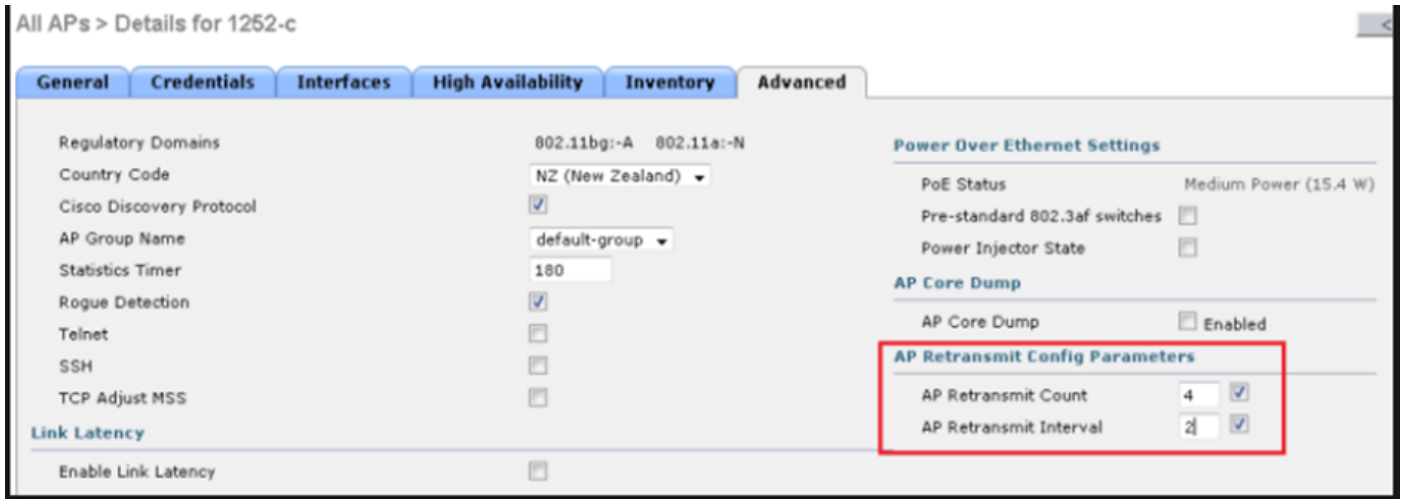 All APs > Details for 1252-c
<
General Credentials Interfaces High Availability Inventory Advanced
Regulatory Domains 802.11bg:-A 802.11a:-N
Country Code NZ (New Zealand)
Cisco Discovery Protocol
AP Group Name default-group
Statistics Timer 180
Rogue Detection
Telnet
SSH
TCP Adjust MSS
Link Latency
Enable Link Latency
Power Over Ethernet Settings
PoE Status Medium Power (15.4 W)
Pre-standard 802.3af switches
Power Injector State
AP Core Dump
AP Core Dump Enabled
AP Retransmit Config Parameters
AP Retransmit Count 4
AP Retransmit Interval 2